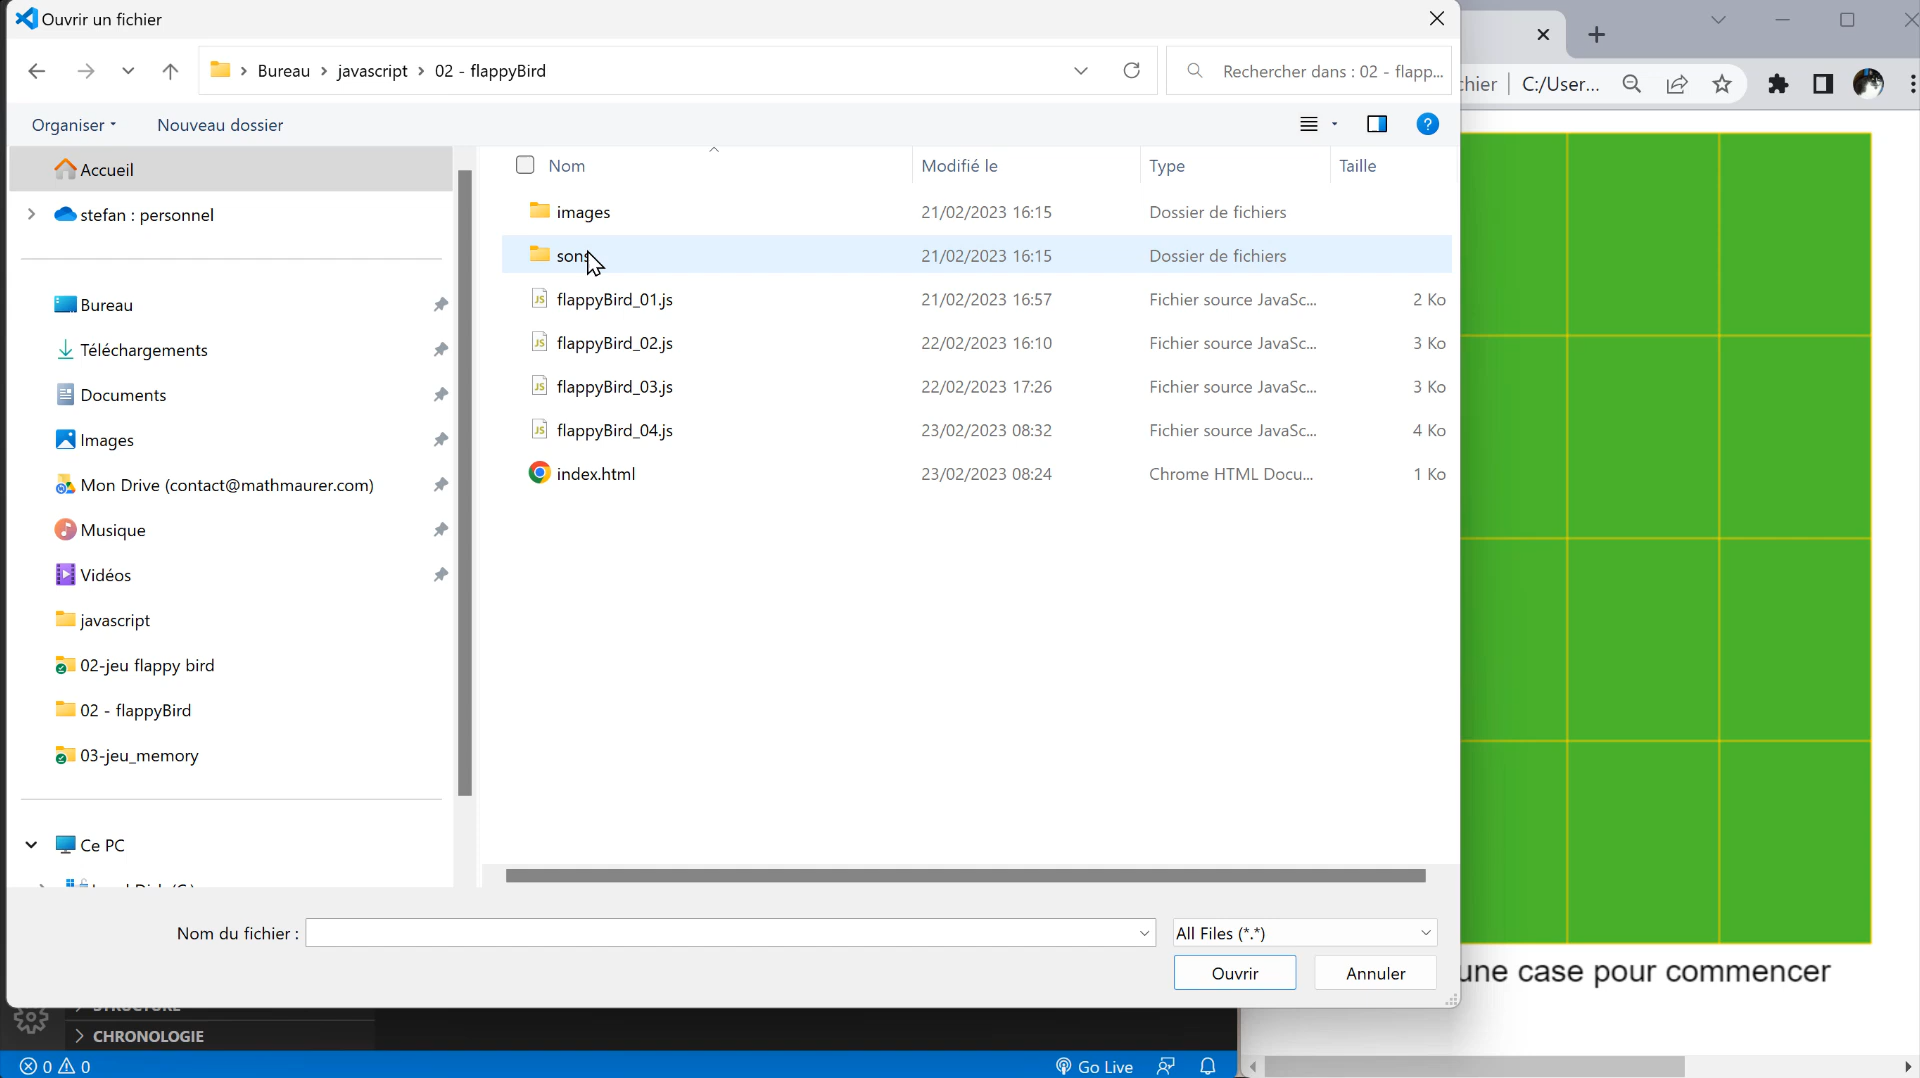 Ouvrir un fichier
Bureau > javascript > 02 - flappyBird
Rechercher dans : 02 - flapp...
C:/User...
Organiser
Nouveau dossier
Nom
Modifié le
Type
Taille
Accueil
stefan : personnel
Bureau
Téléchargements
Documents
Images
Mon Drive (contact@mathmaurer.com)
Musique
Vidéos
javascript
02-jeu flappy bird
02 - flappyBird
03-jeu_memory
Ce PC
images 21/02/2023 16:15 Dossier de fichiers
sons 21/02/2023 16:15 Dossier de fichiers
flappyBird_01.js 21/02/2023 16:57 Fichier source JavaSc... 2 Ko
flappyBird_02.js 22/02/2023 16:10 Fichier source JavaSc... 3 Ko
flappyBird_03.js 22/02/2023 17:26 Fichier source JavaSc... 3 Ko
flappyBird_04.js 23/02/2023 08:32 Fichier source JavaSc... 4 Ko
index.html 23/02/2023 08:24 Chrome HTML Docu... 1 Ko
Nom du fichier :
All Files (*.*)
Ouvrir
Annuler
une case pour commencer
STRUCTURE
CHRONOLOGIE
0 0
Go Live